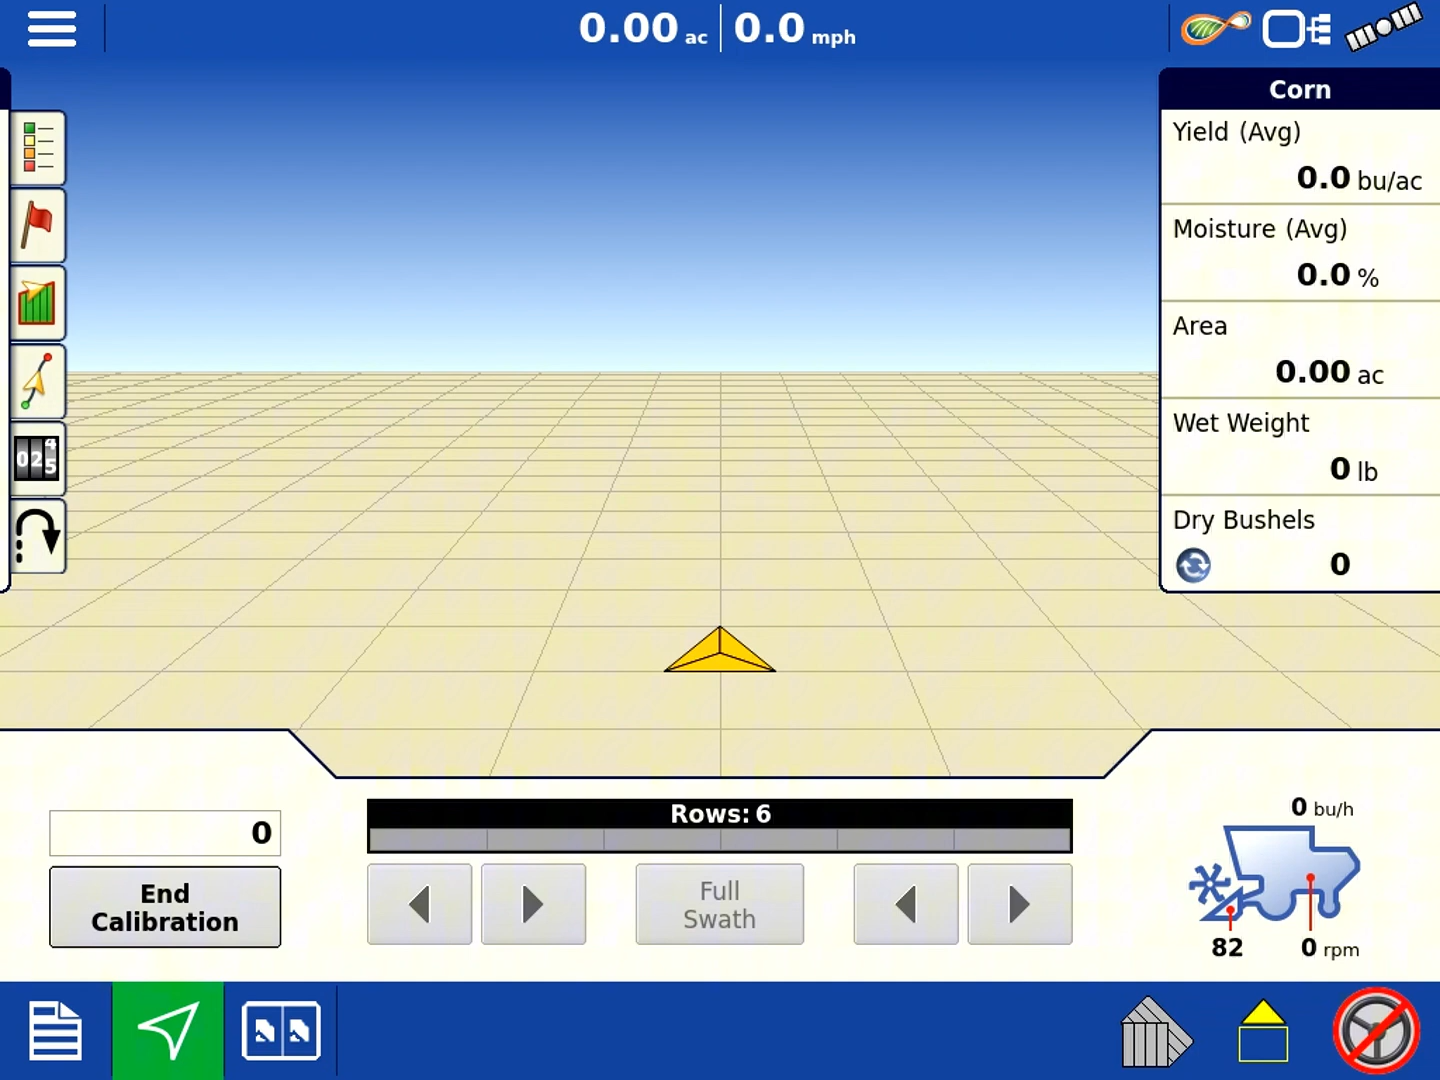 0.00 ac 0.0 mph
Corn
Yield (Avg)
0.0 bu/ac
Moisture (Avg)
0.0 %
Area
0.00 ac
Wet Weight
0 lb
Dry Bushels
0
0
End
Calibration
Rows: 6
Full
Swath
0 bu/h
82
0 rpm